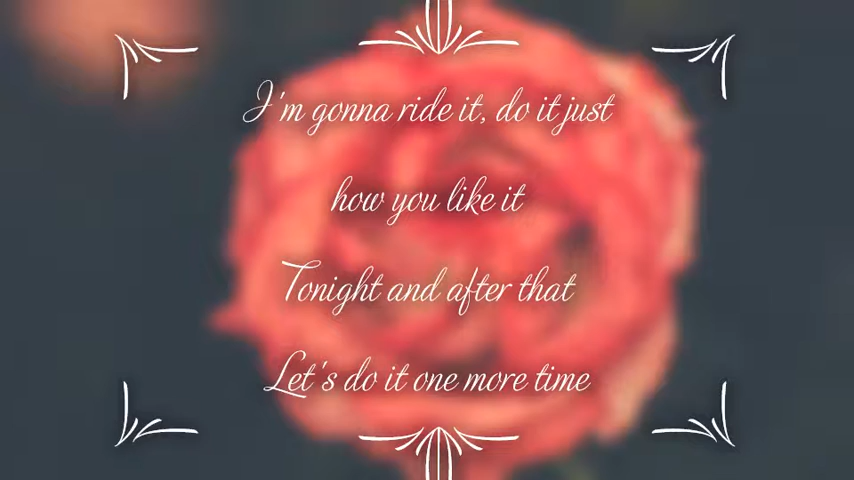 I'm gonna ride it, do it just
how you like it
Tonight and after that
Let's do it one more time